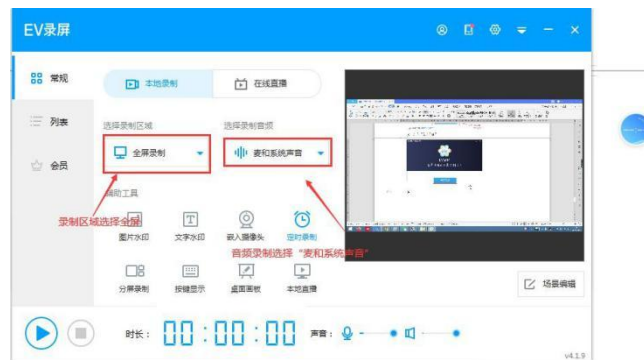 EV录屏
常规
本地录制
在线直播
列表
选择录制区域
选择录制音频
全屏录制
麦和系统声音
会员
辅助工具
录制区域选择全屏
图片水印
文字水印
嵌入摄像头
定时录制
音频录制选择“麦和系统声音”
分屏录制
按键显示
桌面画板
本地直播
场景编辑
时长：
00:00:00
声音：
v4.1.9